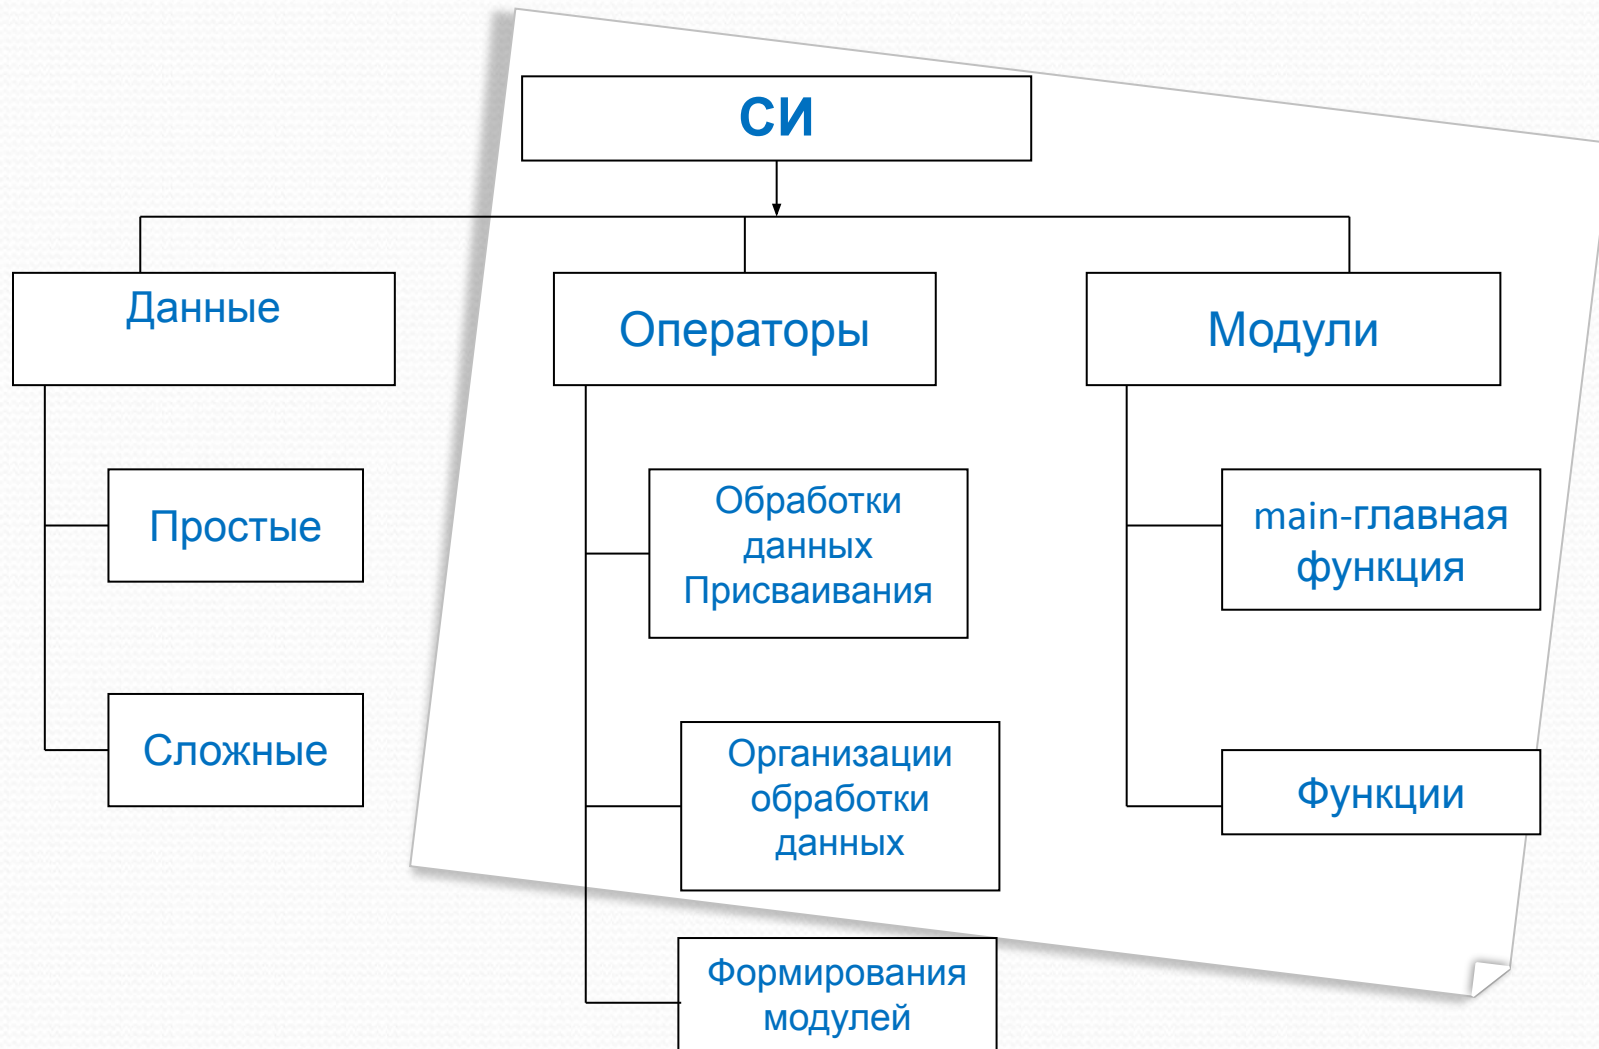 СИ
Данные
Операторы
Модули
Простые
Сложные
Обработки
данных
Присваивания
Организации
обработки
данных
Формирования
модулей
main-главная
функция
Функции